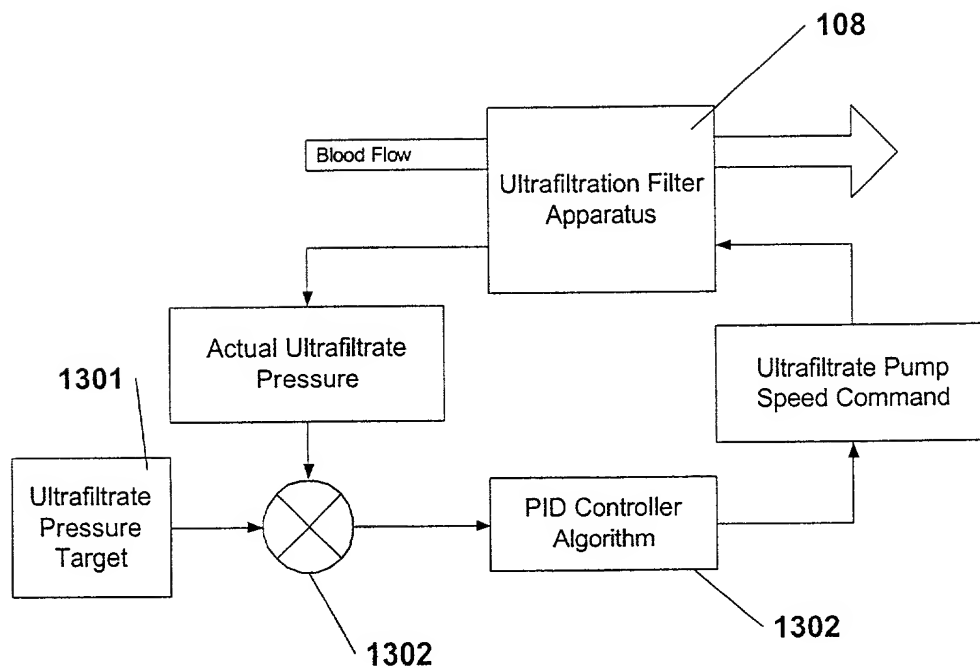 108
Blood Flow
Ultrafiltration Filter
Apparatus
Actual Ultrafiltrate
Pressure
Ultrafiltrate Pump
Speed Command
1301
Ultrafiltrate
Pressure
Target
PID Controller
Algorithm
1302
1302